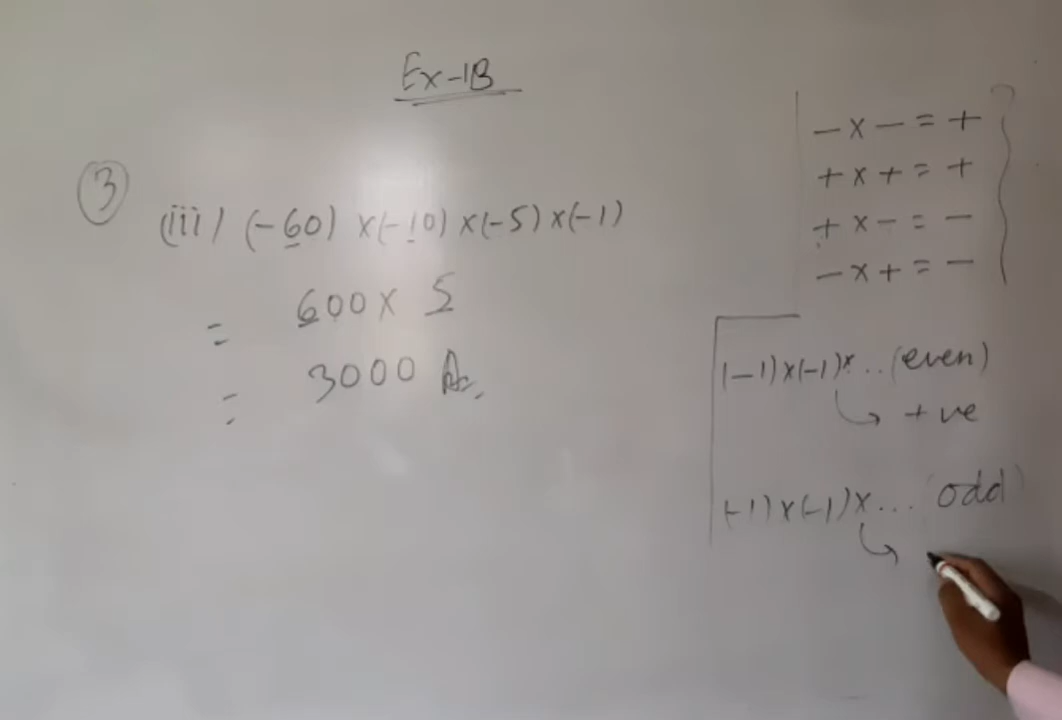 Ex-1B
3
(iii) (-60) x(-10) x(-5) x(-1)
= 600 x 5
= 3000
- x - = +
+ x + = +
+ x - = -
- x + = -
(-1)x(-1)x..(even)
+ve
(-1)x(-1)x... (odd)